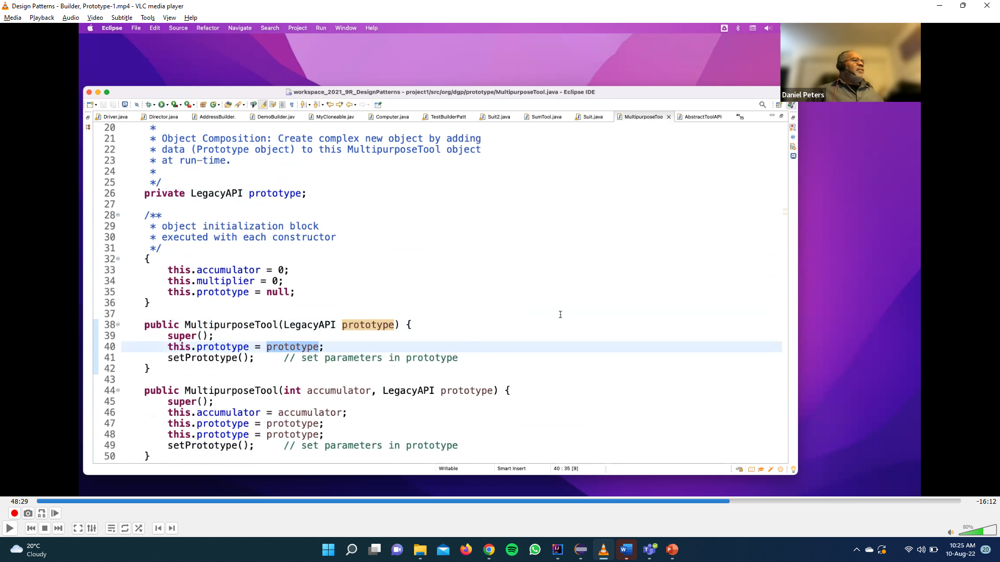 Design Patterns - Builder, Prototype-1.mp4 - VLC media player
Media Playback Audio Video Subtitle Tools View Help
Eclipse File Edit Source Refactor Navigate Search Project Run Window Help
Daniel Peters
workspace_2021_9R_DesignPatterns - project1/src/org/dgp/prototype/MultipurposeTool.java - Eclipse IDE
Driver.java Director.java AddressBuilder. DemoBuilder.jav MyCloneable.jav Computer.java TestBuilderPatt Suit2.java SumTool.java Suit.java MultipurposeToo AbstractToolAPI »15
20 *
21 * Object Composition: Create complex new object by adding
22 * data (Prototype object) to this MultipurposeTool object
23 * at run-time.
24 *
25 */
26 private LegacyAPI prototype;
27
28 /**
29 * object initialization block
30 * executed with each constructor
31 */
32 {
33 this.accumulator = 0;
34 this.multiplier = 0;
35 this.prototype = null;
36 }
37
38 public MultipurposeTool(LegacyAPI prototype) {
39 super();
40 this.prototype = prototype;
41 setPrototype(); // set parameters in prototype
42 }
43
44 public MultipurposeTool(int accumulator, LegacyAPI prototype) {
45 super();
46 this.accumulator = accumulator;
47 this.prototype = prototype;
48 this.prototype = prototype;
49 setPrototype(); // set parameters in prototype
50 }
Writable Smart Insert 40 : 35 [9]
48:29 -16:12
80%
20°C
Cloudy
10:25 AM
10-Aug-22
20